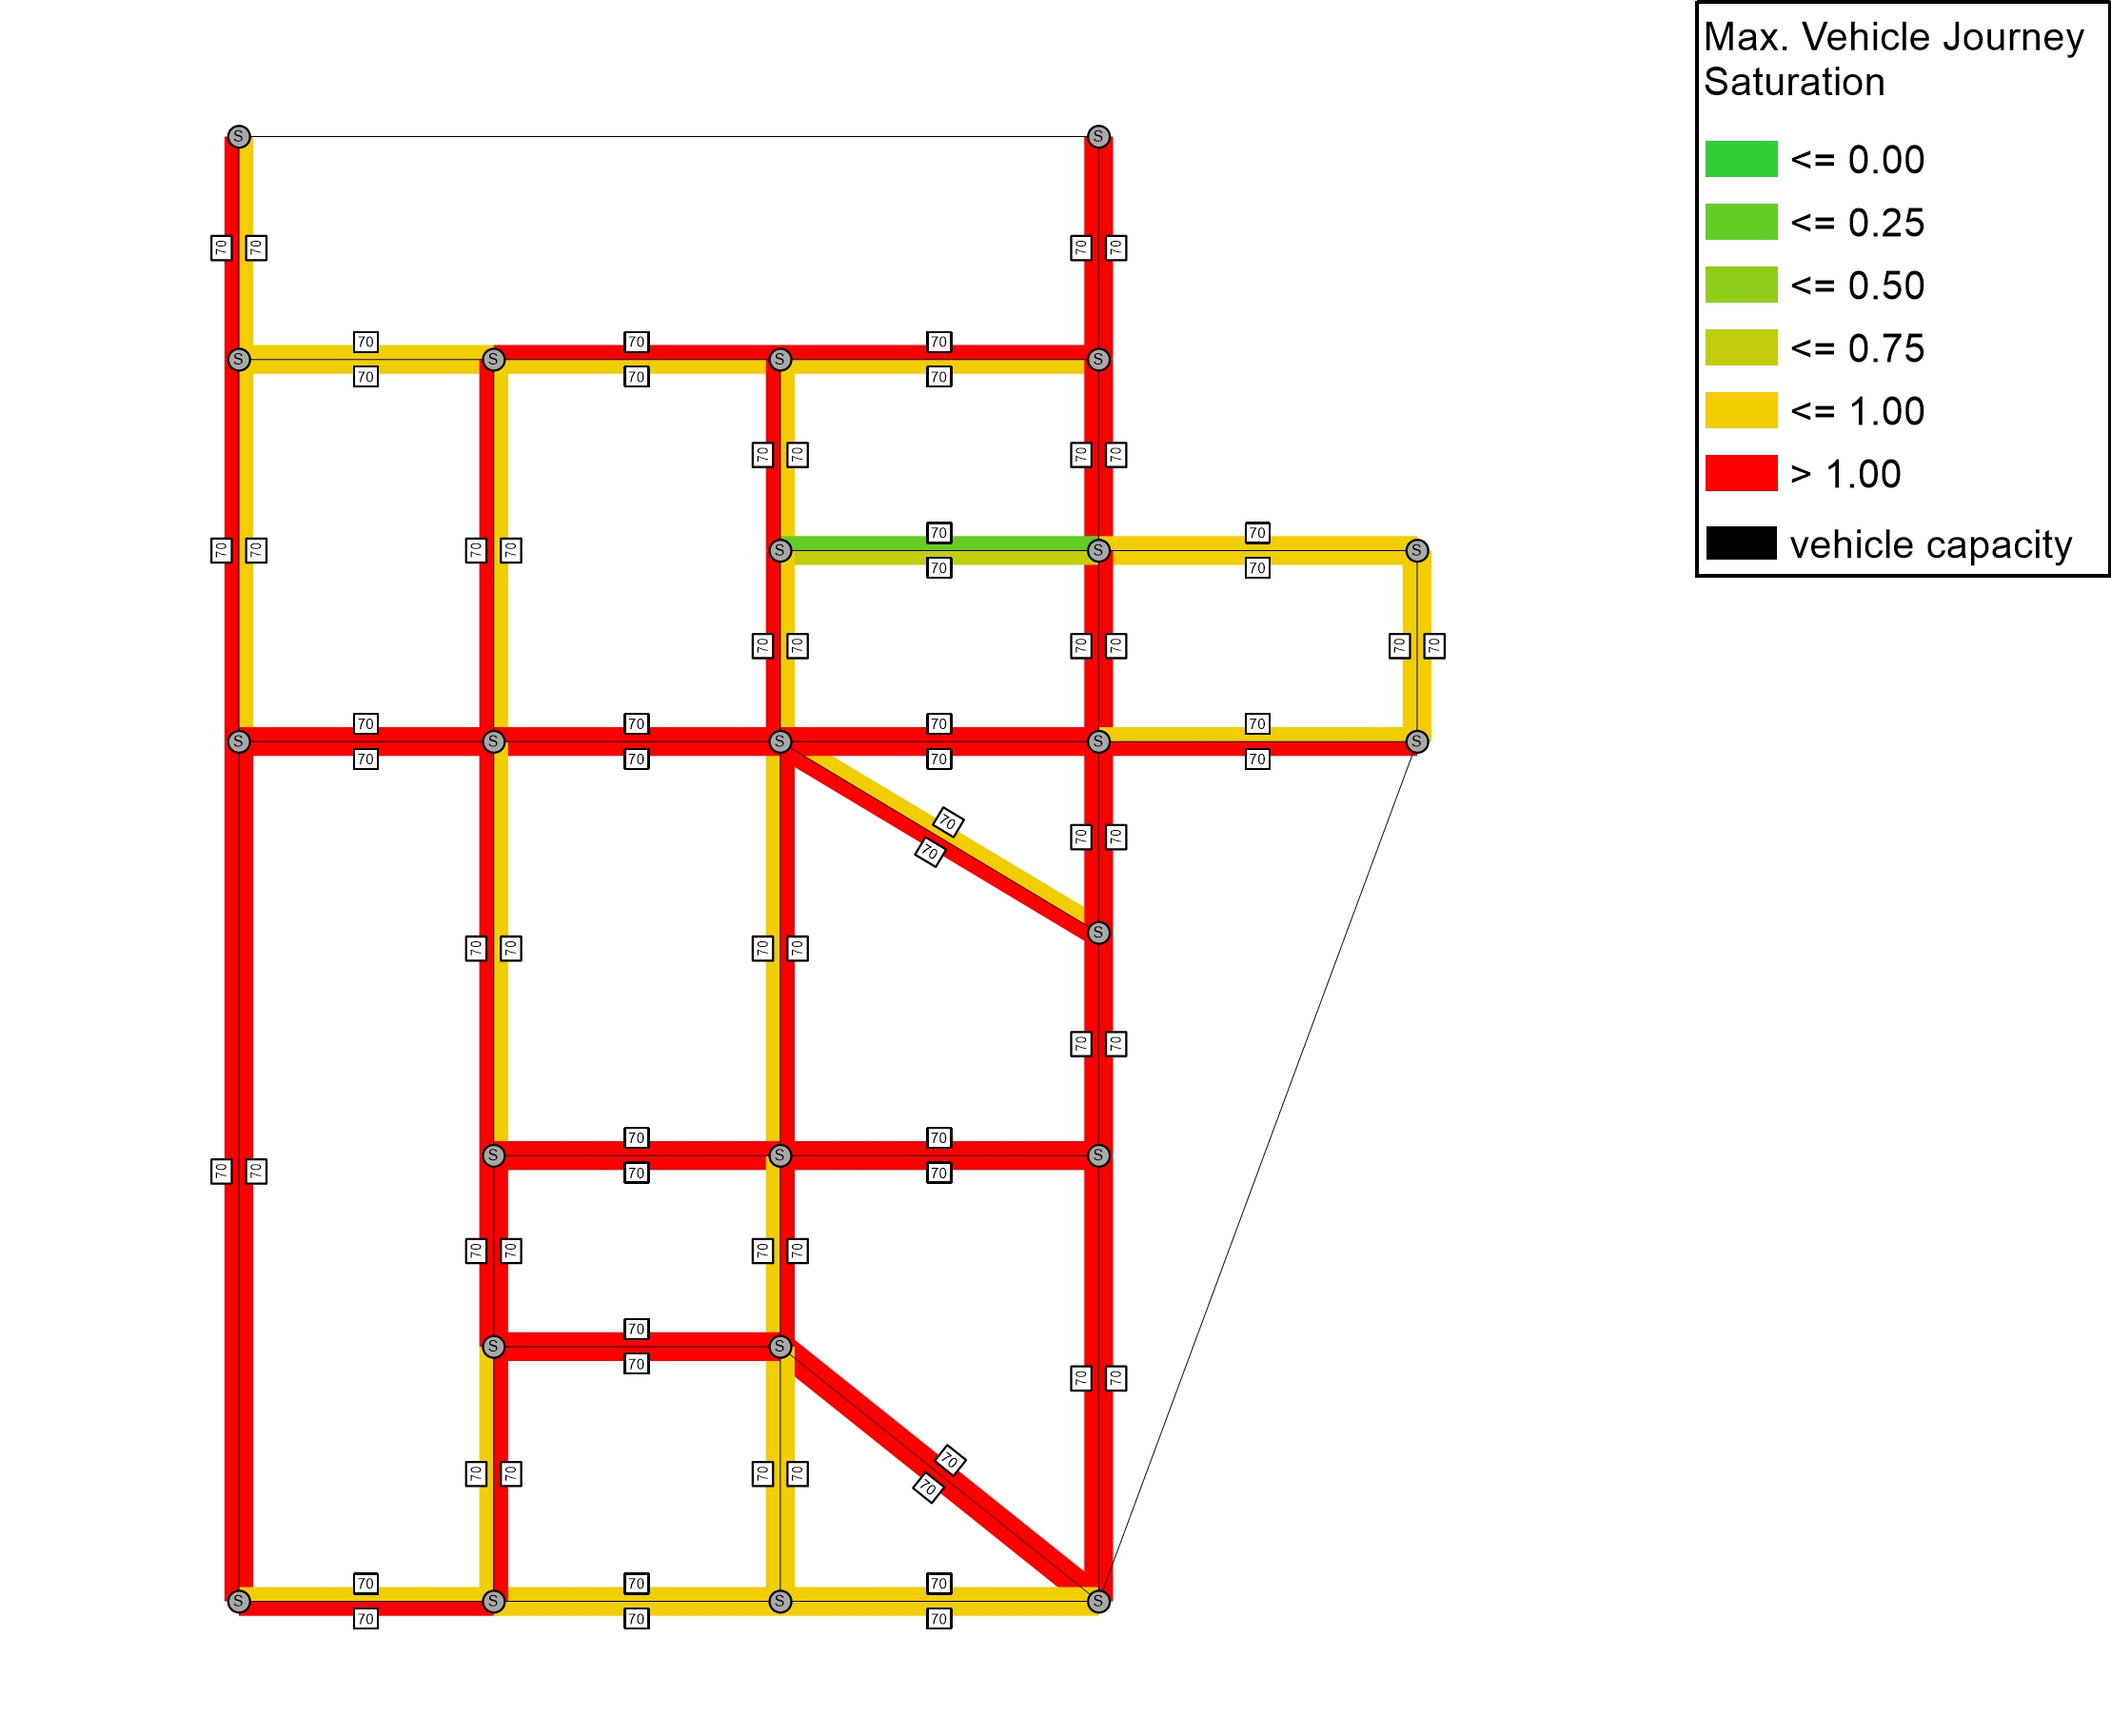 Max. Vehicle Journey
Saturation
<= 0.00
<= 0.25
<= 0.50
<= 0.75
<= 1.00
> 1.00
vehicle capacity
S S
70 70 70 70
70 70 70
S S S S
70 70 70
70 70 70 70
70 70
70 70 70 70 S S S
70 70
70 70 70 70 70 70
70 70 70 70
S S S S S
70 70 70 70
70
70 70
70
S
70 70 70 70
70 70
70 70
S S S
70 70 70 70
70 70 70 70
70
S S
70
70 70
70
70 70 70 70
70
70 70 70
S S S S
70 70 70